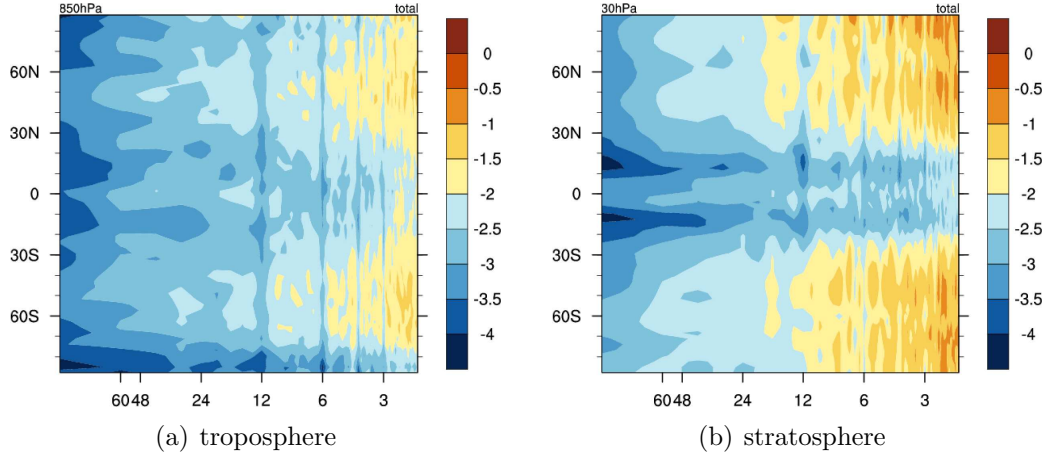 850hPa total
60N
30N
0
30S
60S
60 48 24 12 6 3
0
-0.5
-1
-1.5
-2
-2.5
-3
-3.5
-4
(a) troposphere
30hPa total
60N
30N
0
30S
60S
60 48 24 12 6 3
0
-0.5
-1
-1.5
-2
-2.5
-3
-3.5
-4
(b) stratosphere